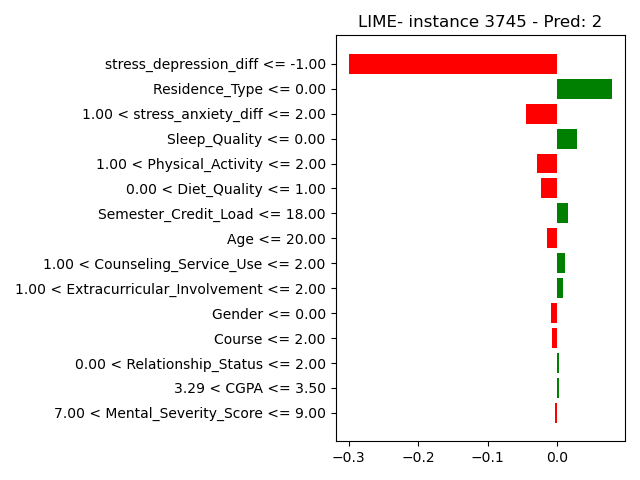 LIME- instance 3745 - Pred: 2
stress_depression_diff <= -1.00
Residence_Type <= 0.00
1.00 < stress_anxiety_diff <= 2.00
Sleep_Quality <= 0.00
1.00 < Physical_Activity <= 2.00
0.00 < Diet_Quality <= 1.00
Semester_Credit_Load <= 18.00
Age <= 20.00
1.00 < Counseling_Service_Use <= 2.00
1.00 < Extracurricular_Involvement <= 2.00
Gender <= 0.00
Course <= 2.00
0.00 < Relationship_Status <= 2.00
3.29 < CGPA <= 3.50
7.00 < Mental_Severity_Score <= 9.00
−0.3 −0.2 −0.1 0.0